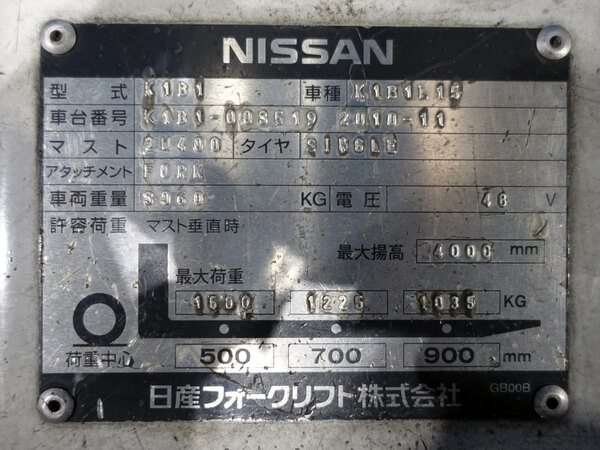 NISSAN
型式 K1B1 車種 K1B1L15
車台番号 K1B1-003519 2010-11
マスト 2W400 タイヤ SINGLE
アタッチメント FORK
車両重量 KG 電圧 48 V
許容荷重 マスト垂直時
最大揚高 4000 mm
最大荷重
1500 1225 1035 KG
荷重中心 500 700 900 mm
日産フォークリフト株式会社 GB00B